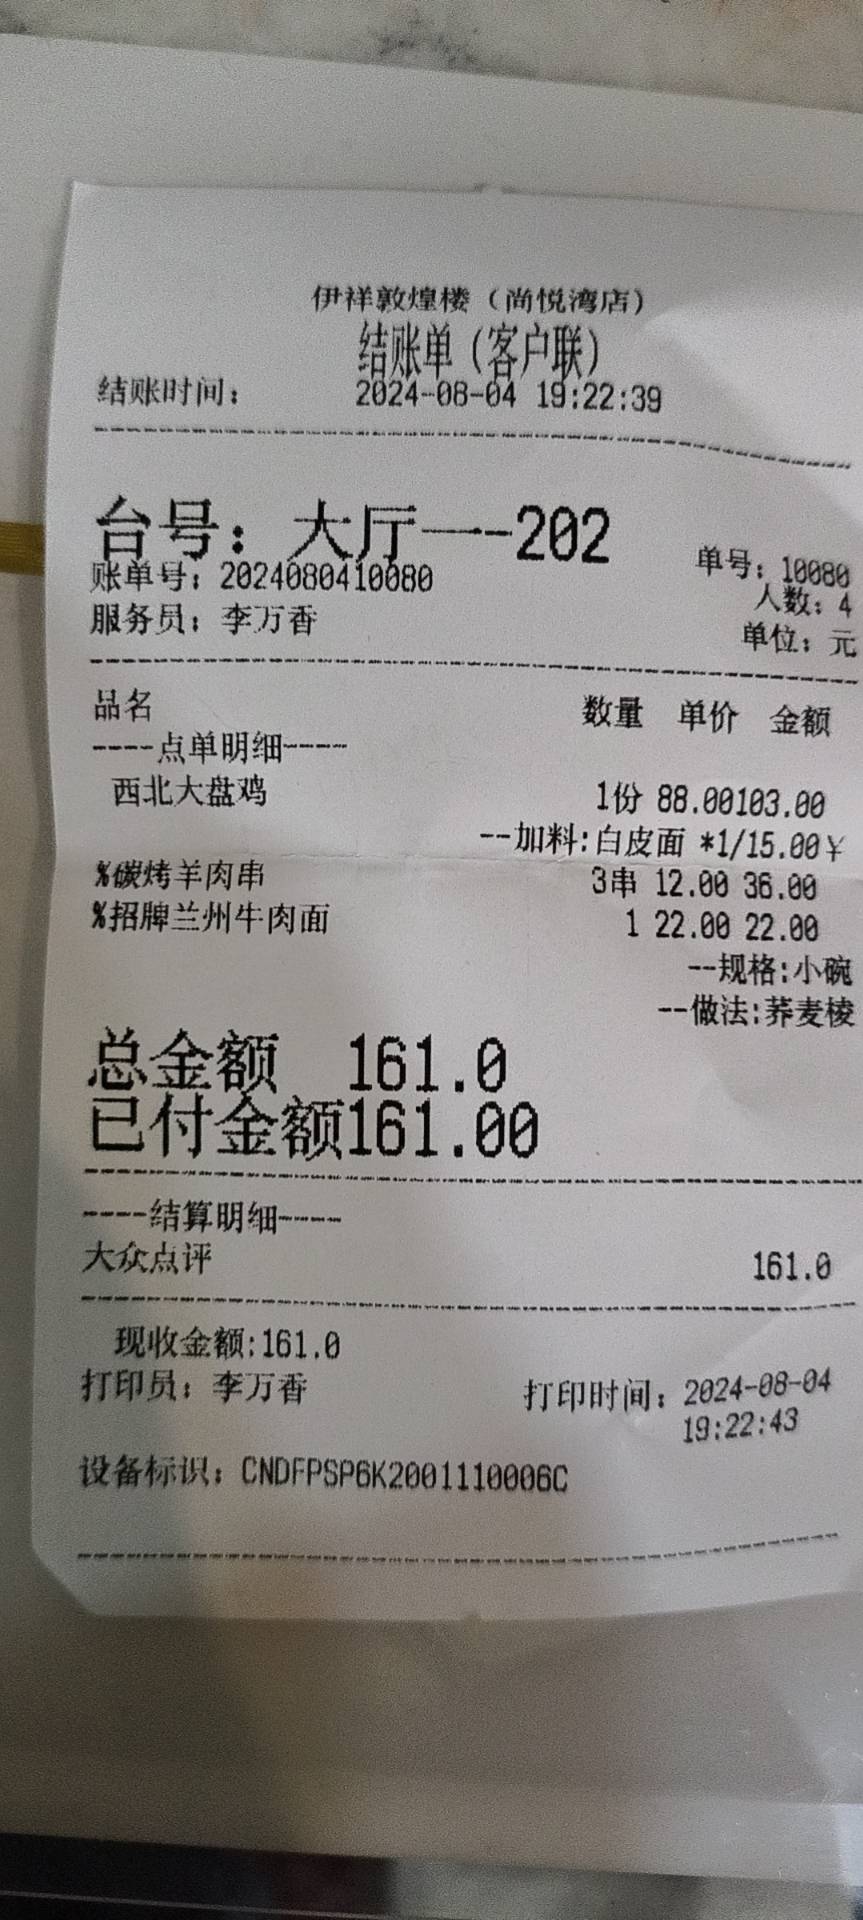 伊祥敦煌楼（尚悦湾店）
结账单（客户联）
结账时间： 2024-08-04 19:22:39
台号：大厅一--202
单号：10080
账单号：2024080410080
人数：4
服务员：李万香
单位：元
品名 数量 单价 金额
----点单明细----
西北大盘鸡 1份 88.00103.00
--加料:白皮面 *1/15.00￥
%碳烤羊肉串 3串 12.00 36.00
%招牌兰州牛肉面 1 22.00 22.00
--规格:小碗
--做法:荞麦棱
总金额 161.0
已付金额161.00
----结算明细----
大众点评 161.0
现收金额:161.0
打印员：李万香 打印时间：2024-08-04
19:22:43
设备标识：CNDFPSP6K2001110006C